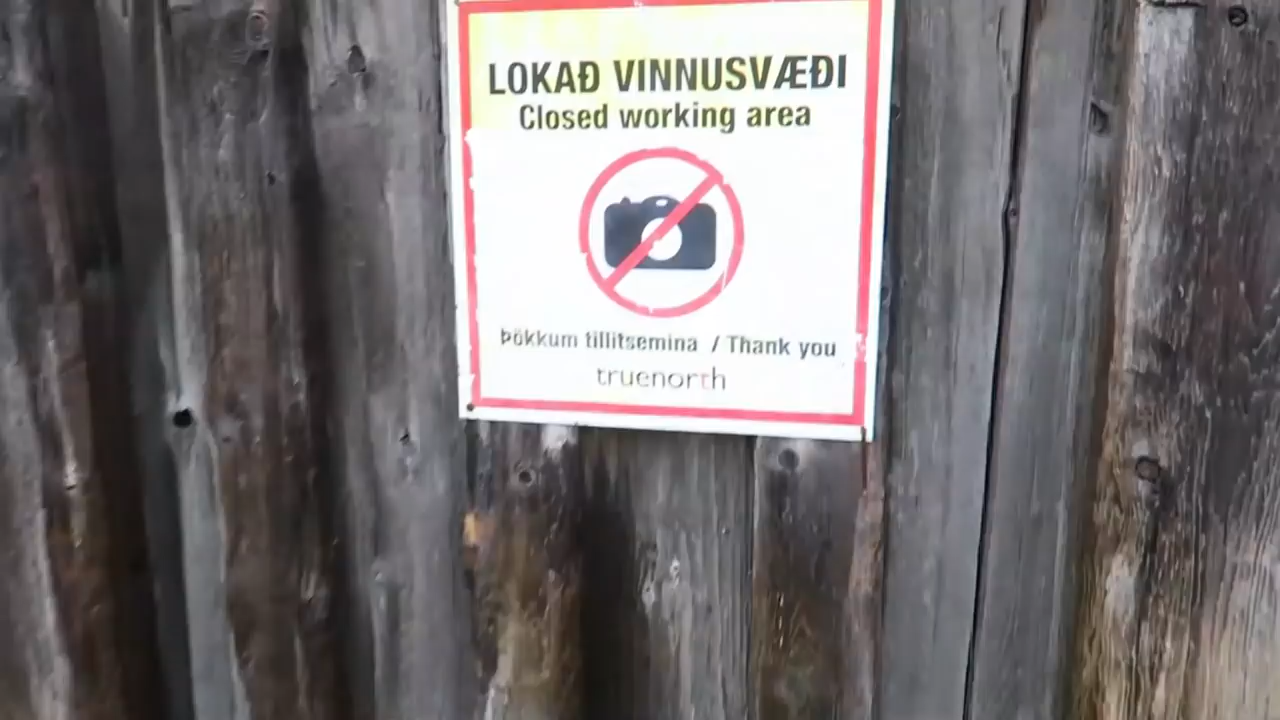 LOKAÐ VINNUSVÆÐI
Closed working area
Þökkum tillitsemina / Thank you
truenorth